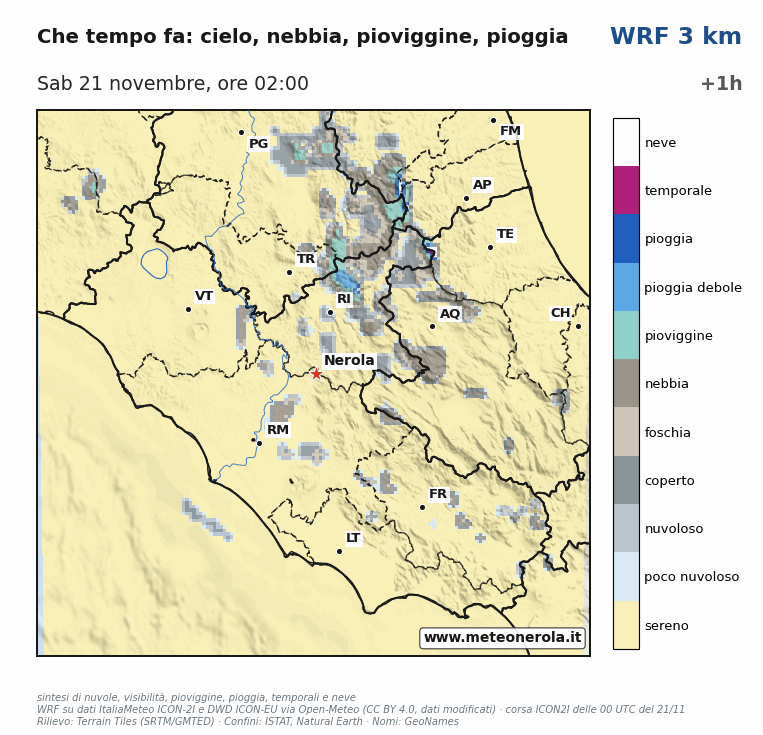 Che tempo fa: cielo, nebbia, pioviggine, pioggia
WRF 3 km
Sab 21 novembre, ore 02:00
+1h
FM
PG
AP
TE
TR
VT
RI
AQ
CH
Nerola
RM
FR
LT
www.meteonerola.it
neve
temporale
pioggia
pioggia debole
pioviggine
nebbia
foschia
coperto
nuvoloso
poco nuvoloso
sereno
sintesi di nuvole, visibilità, pioviggine, pioggia, temporali e neve
WRF su dati ItaliaMeteo ICON-2I e DWD ICON-EU via Open-Meteo (CC BY 4.0, dati modificati) · corsa ICON2I delle 00 UTC del 21/11
Rilievo: Terrain Tiles (SRTM/GMTED) · Confini: ISTAT, Natural Earth · Nomi: GeoNames